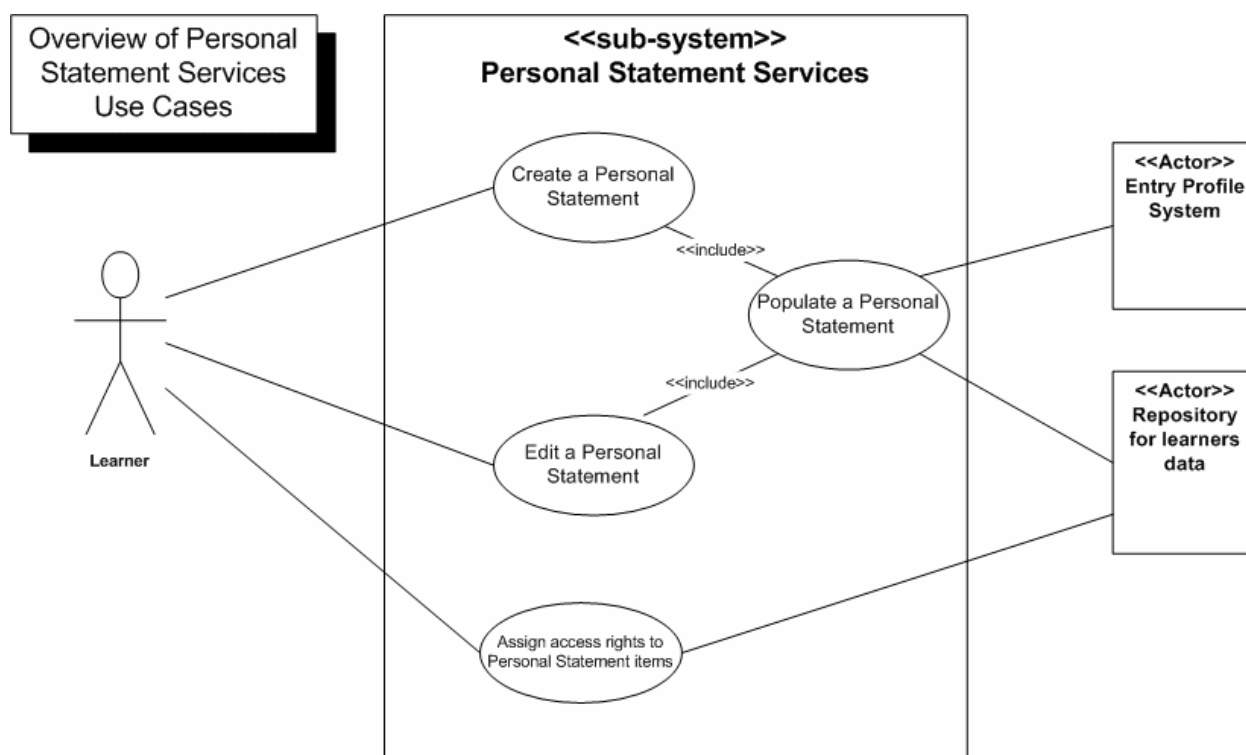 Overview of Personal
Statement Services
Use Cases
<<sub-system>>
Personal Statement Services
Create a Personal
Statement
<<include>>
Populate a Personal
Statement
<<include>>
Edit a Personal
Statement
Assign access rights to
Personal Statement items
Learner
<<Actor>>
Entry Profile
System
<<Actor>>
Repository
for learners
data